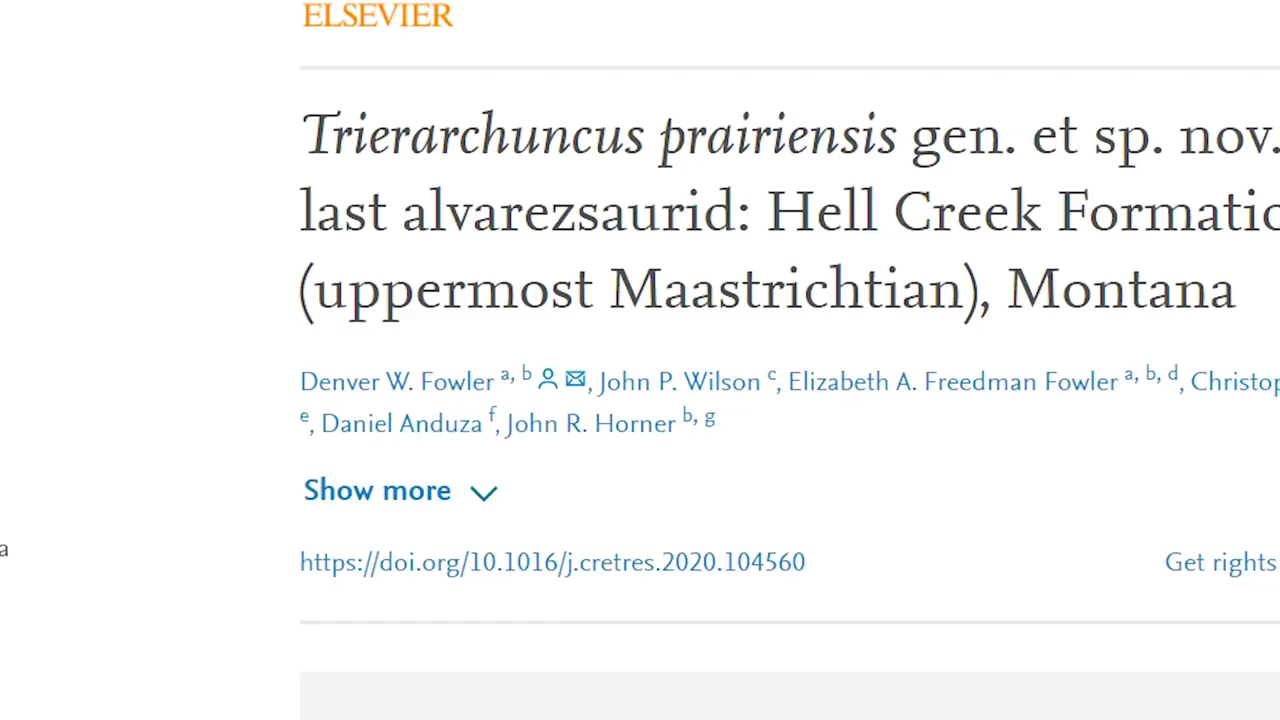 ELSEVIER
Trierarchuncus prairiensis gen. et sp. nov.
last alvarezsaurid: Hell Creek Formatio
(uppermost Maastrichtian), Montana
Denver W. Fowler a, b, John P. Wilson c, Elizabeth A. Freedman Fowler a, b, d, Christop
e, Daniel Anduza f, John R. Horner b, g
Show more
a
https://doi.org/10.1016/j.cretres.2020.104560 Get rights